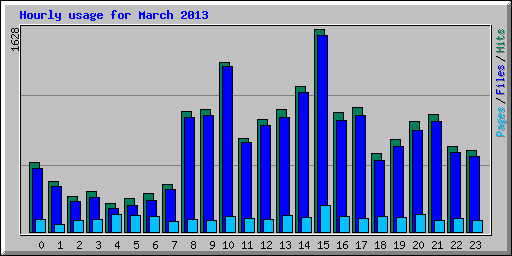 Hourly usage for March 2013
1628
Pages / Files / Hits
0 1 2 3 4 5 6 7 8 9 10 11 12 13 14 15 16 17 18 19 20 21 22 23